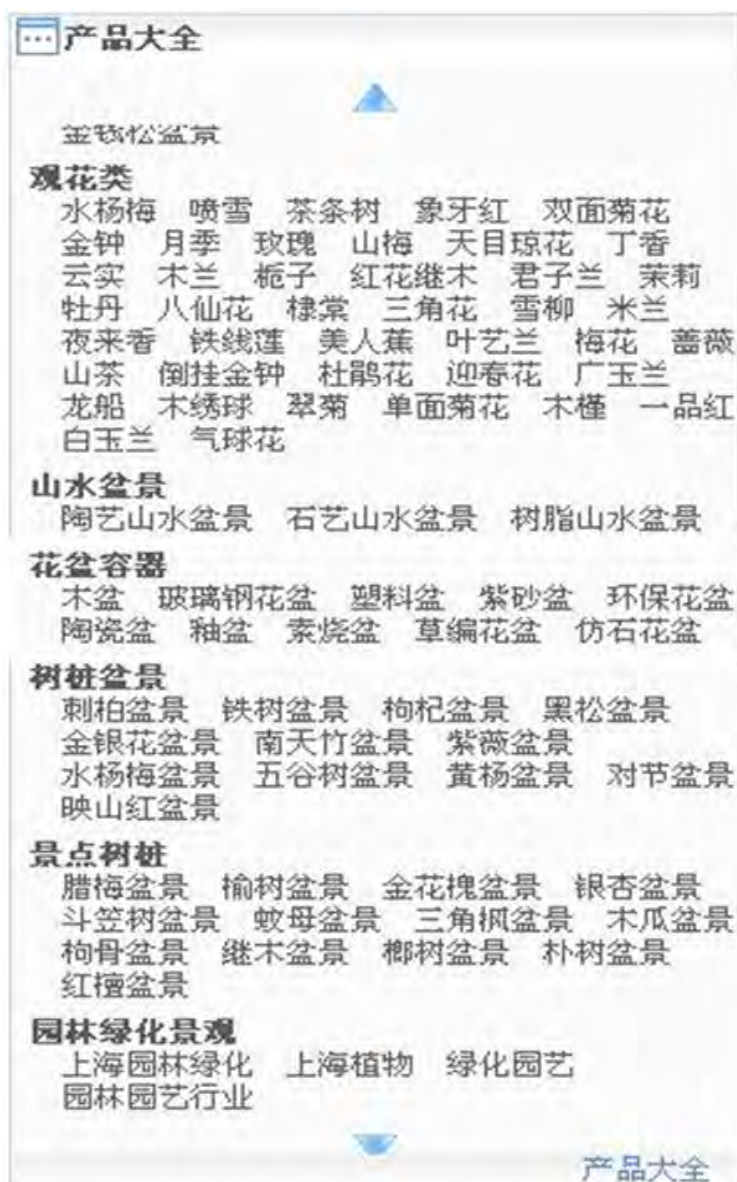 产品大全
金钱松盆景
观花类
水杨梅 喷雪 茶条树 象牙红 双面菊花
金钟 月季 玫瑰 山梅 天目琼花 丁香
云实 木兰 栀子 红花继木 君子兰 茉莉
牡丹 八仙花 棣棠 三角花 雪柳 米兰
夜来香 铁线莲 美人蕉 叶艺兰 梅花 蔷薇
山茶 倒挂金钟 杜鹃花 迎春花 广玉兰
龙船 木绣球 翠菊 单面菊花 木槿 一品红
白玉兰 气球花
山水盆景
陶艺山水盆景 石艺山水盆景 树脂山水盆景
花盆容器
木盆 玻璃钢花盆 塑料盆 紫砂盆 环保花盆
陶瓷盆 釉盆 素烧盆 草编花盆 仿石花盆
树桩盆景
刺柏盆景 铁树盆景 枸杞盆景 黑松盆景
金银花盆景 南天竹盆景 紫薇盆景
水杨梅盆景 五谷树盆景 黄杨盆景 对节盆景
映山红盆景
景点树桩
腊梅盆景 榆树盆景 金花槐盆景 银杏盆景
斗笠树盆景 蚊母盆景 三角枫盆景 木瓜盆景
枸骨盆景 继木盆景 榔树盆景 朴树盆景
红檀盆景
园林绿化景观
上海园林绿化 上海植物 绿化园艺
园林园艺行业
产品大全